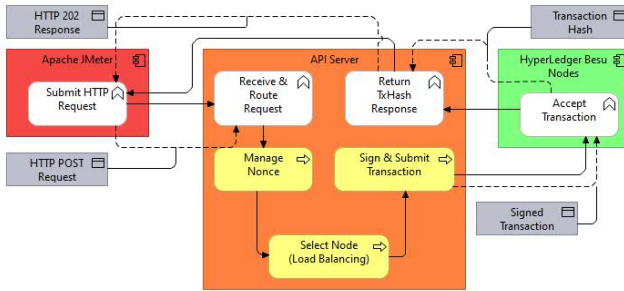 HTTP 202
Response
Transaction
Hash
Apache JMeter
API Server
HyperLedger Besu
Nodes
Submit HTTP
Request
Receive &
Route
Request
Return
TxHash
Response
Accept
Transaction
HTTP POST
Request
Manage
Nonce
Sign & Submit
Transaction
Signed
Transaction
Select Node
(Load Balancing)